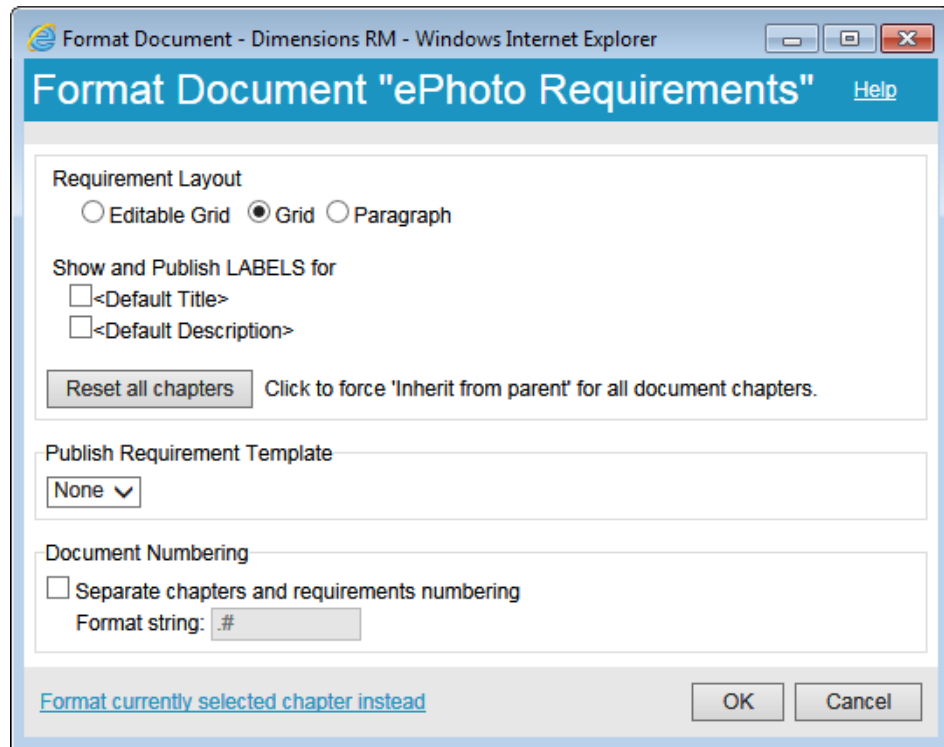 Format Document - Dimensions RM - Windows Internet Explorer
Format Document "ePhoto Requirements" Help
Requirement Layout
Editable Grid Grid Paragraph
Show and Publish LABELS for
<Default Title>
<Default Description>
Reset all chapters Click to force 'Inherit from parent' for all document chapters.
Publish Requirement Template
None
Document Numbering
Separate chapters and requirements numbering
Format string: .#
Format currently selected chapter instead OK Cancel